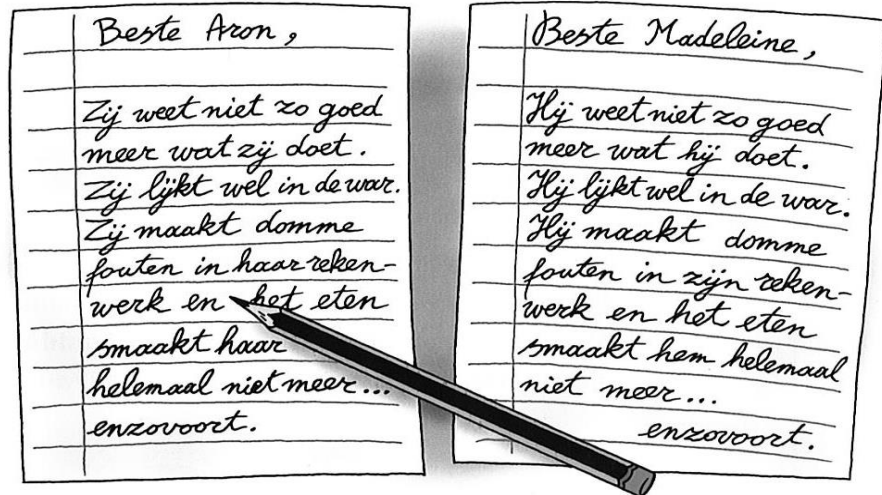 Beste Aron,
Zij weet niet zo goed
meer wat zij doet.
Zij lijkt wel in de war.
Zij maakt domme
fouten in haar reken-
werk en het eten
smaakt haar
helemaal niet meer...
enzovoort.
Beste Madeleine,
Hij weet niet zo goed
meer wat hij doet.
Hij lijkt wel in de war.
Hij maakt domme
fouten in zijn reken-
werk en het eten
smaakt hem helemaal
niet meer...
enzovoort.